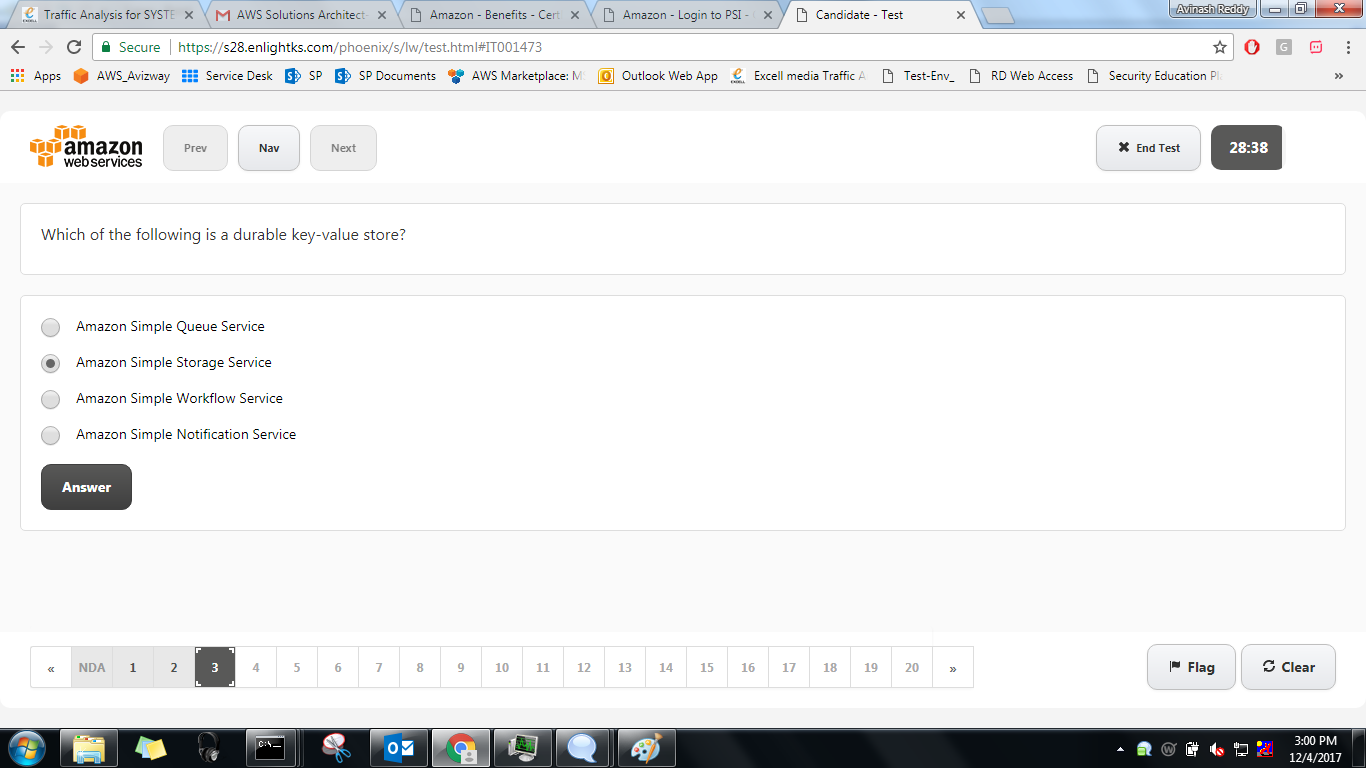 Traffic Analysis for SYSTE
AWS Solutions Architect-
Amazon - Benefits - Cert
Amazon - Login to PSI -
Candidate - Test
Avinash Reddy
Secure
https://s28.enlightks.com/phoenix/s/lw/test.html#IT001473
Apps
AWS_Avizway
Service Desk
SP
SP Documents
AWS Marketplace: M
Outlook Web App
Excell media Traffic A
Test-Env_
RD Web Access
Security Education Pl
»
amazon
webservices
Prev
Nav
Next
End Test
28:38
Which of the following is a durable key-value store?
Amazon Simple Queue Service
Amazon Simple Storage Service
Amazon Simple Workflow Service
Amazon Simple Notification Service
Answer
« NDA 1 2 3 4 5 6 7 8 9 10 11 12 13 14 15 16 17 18 19 20 »
Flag
Clear
3:00 PM
12/4/2017